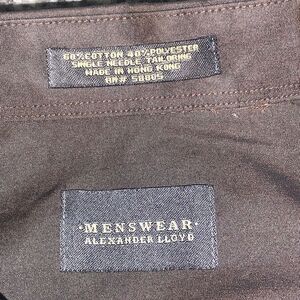 60% COTTON 40% POLYESTER
SINGLE NEEDLE TAILORING
MADE IN HONG KONG
RN# 58805
·MENSWEAR·
ALEXANDER LLOYD